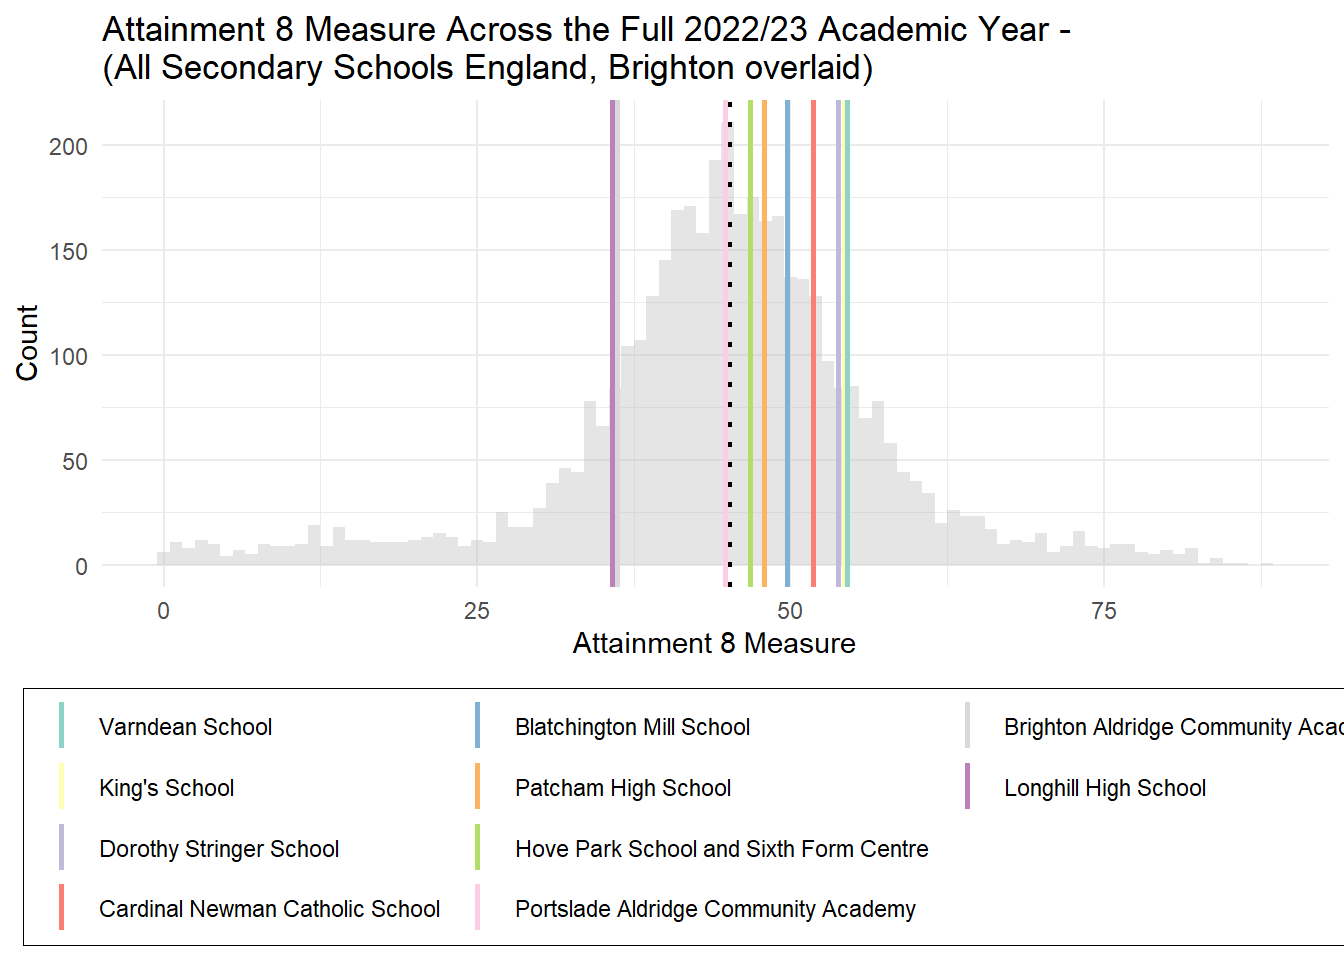 Attainment 8 Measure Across the Full 2022/23 Academic Year -
(All Secondary Schools England, Brighton overlaid)
Count
200
150
100
50
0
0 25 50 75
Attainment 8 Measure
Varndean School
King's School
Dorothy Stringer School
Cardinal Newman Catholic School
Blatchington Mill School
Patcham High School
Hove Park School and Sixth Form Centre
Portslade Aldridge Community Academy
Brighton Aldridge Community
Longhill High School